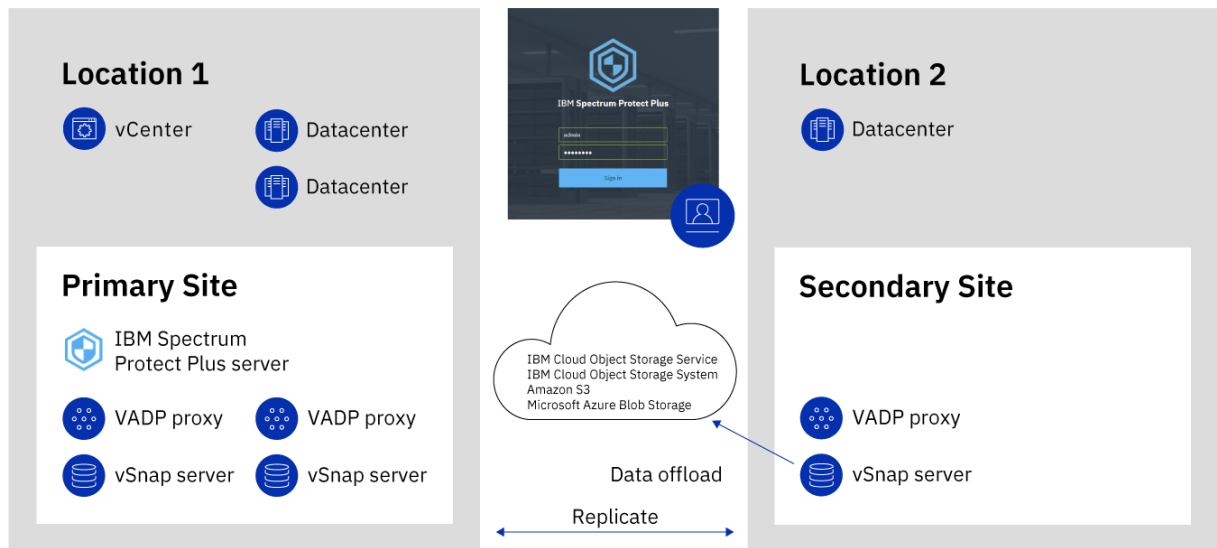 Location 1
vCenter
Datacenter
Datacenter
Primary Site
IBM Spectrum
Protect Plus server
VADP proxy
VADP proxy
vSnap server
vSnap server
IBM Spectrum Protect Plus
admin
••••••••
Sign In
IBM Cloud Object Storage Service
IBM Cloud Object Storage System
Amazon S3
Microsoft Azure Blob Storage
Data offload
Replicate
Location 2
Datacenter
Secondary Site
VADP proxy
vSnap server